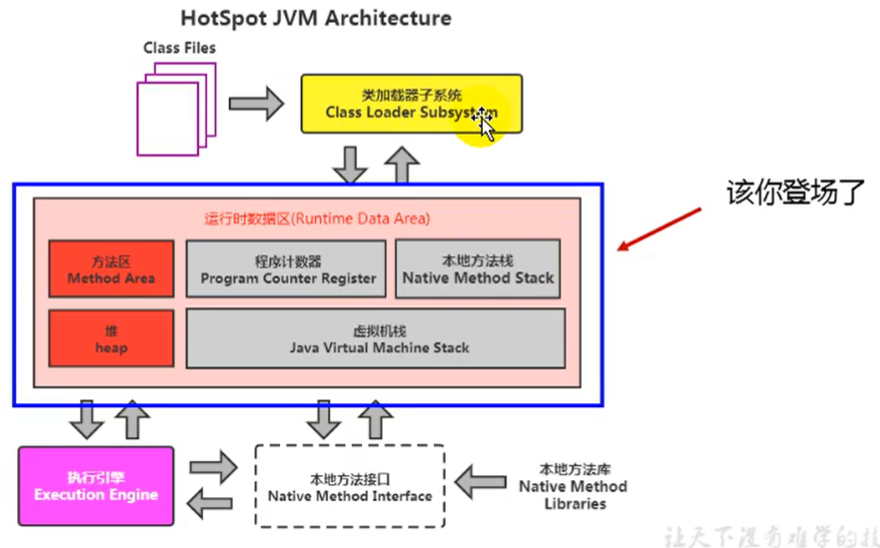 HotSpot JVM Architecture
Class Files
类加载器子系统
Class Loader Subsystem
该你登场了
运行时数据区(Runtime Data Area)
方法区
Method Area
程序计数器
Program Counter Register
本地方法栈
Native Method Stack
堆
heap
虚拟机栈
Java Virtual Machine Stack
执行引擎
Execution Engine
本地方法接口
Native Method Interface
本地方法库
Native Method
Libraries
让天下没有难学的技